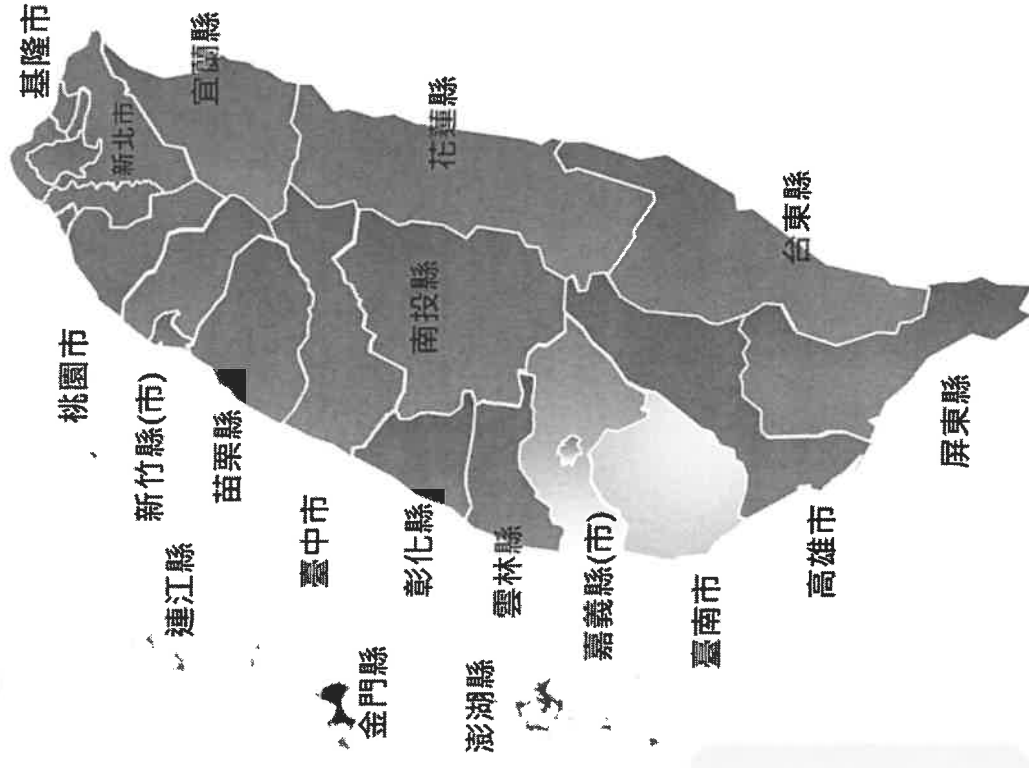 基隆市
宜蘭縣
新北市
花蓮縣
桃園市
新竹縣(市)
苗栗縣
南投縣
台東縣
連江縣
臺中市
彰化縣
雲林縣
嘉義縣(市)
臺南市
高雄市
屏東縣
金門縣
澎湖縣